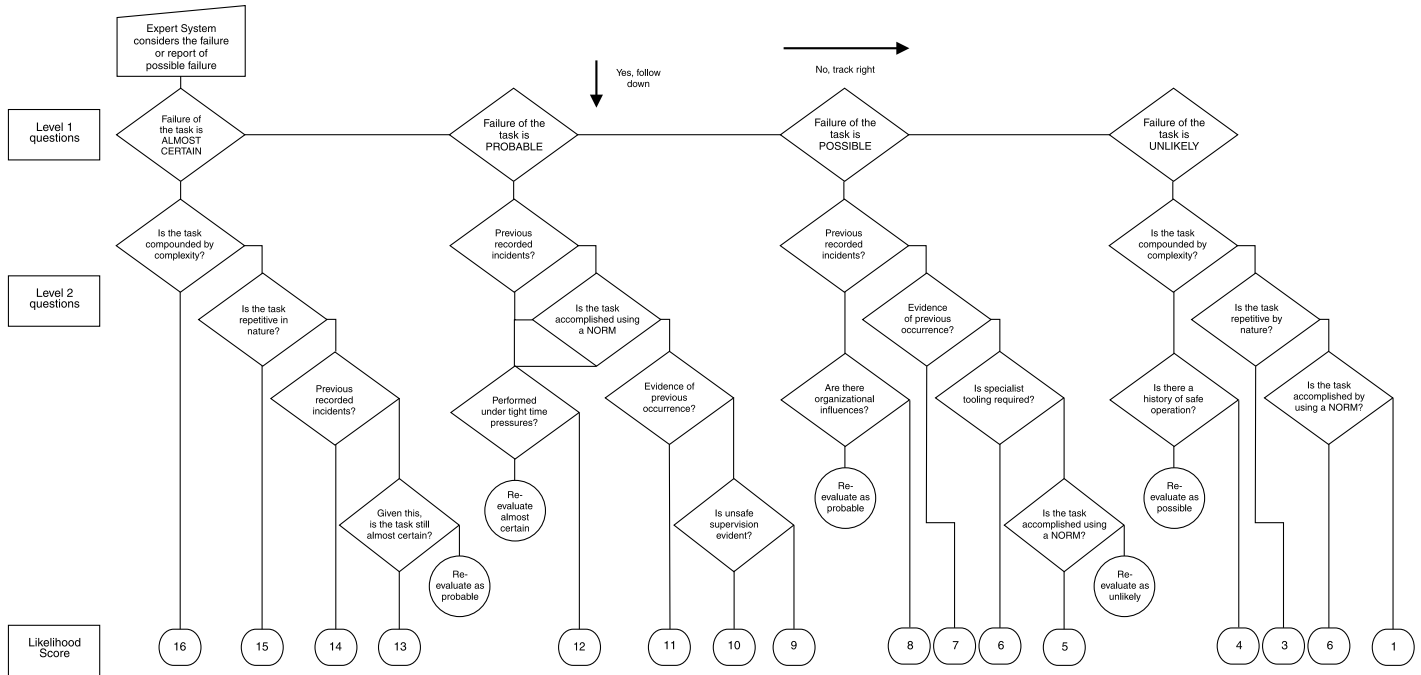 Expert System
considers the failure
or report of
possible failure
Yes, follow
down
No, track right
Level 1
questions
Failure of
the task is
ALMOST
CERTAIN
Failure of the
task is
PROBABLE
Failure of the
task is
POSSIBLE
Failure of the
task is
UNLIKELY
Level 2
questions
Is the task
compounded by
complexity?
Is the task
repetitive in
nature?
Previous
recorded
incidents?
Given this,
is the task still
almost certain?
Re-
evaluate as
probable
Previous
recorded
incidents?
Is the task
accomplished using
a NORM
Performed
under tight time
pressures?
Re-
evaluate
almost
certain
Evidence of
previous
occurrence?
Is unsafe
supervision
evident?
Previous
recorded
incidents?
Evidence
of previous
occurrence?
Are there
organizational
influences?
Re-
evaluate as
probable
Is specialist
tooling required?
Is the task
accomplished using
a NORM?
Re-
evaluate as
unlikely
Is the task
compounded by
complexity?
Is the task
repetitive by
nature?
Is there a
history of safe
operation?
Re-
evaluate as
possible
Is the task
accomplished by
using a NORM?
Likelihood
Score
16
15
14
13
12
11
10
9
8
7
6
5
4
3
6
1